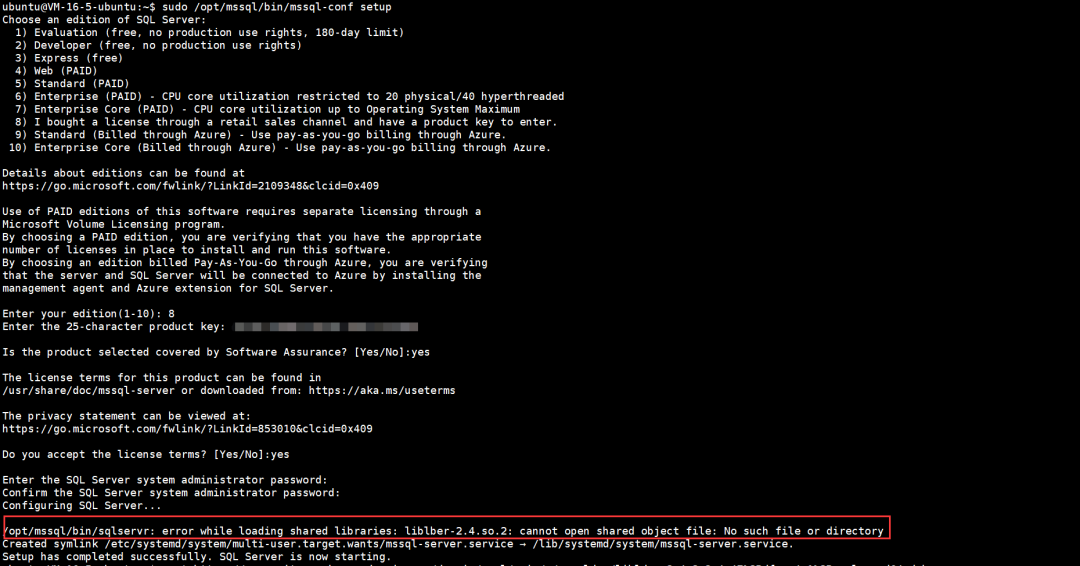 ubuntu@VM-16-5-ubuntu:~$ sudo /opt/mssql/bin/mssql-conf setup
Choose an edition of SQL Server:
  1) Evaluation (free, no production use rights, 180-day limit)
  2) Developer (free, no production use rights)
  3) Express (free)
  4) Web (PAID)
  5) Standard (PAID)
  6) Enterprise (PAID) - CPU core utilization restricted to 20 physical/40 hyperthreaded
  7) Enterprise Core (PAID) - CPU core utilization up to Operating System Maximum
  8) I bought a license through a retail sales channel and have a product key to enter.
  9) Standard (Billed through Azure) - Use pay-as-you-go billing through Azure.
 10) Enterprise Core (Billed through Azure) - Use pay-as-you-go billing through Azure.

Details about editions can be found at
https://go.microsoft.com/fwlink/?LinkId=2109348&clcid=0x409

Use of PAID editions of this software requires separate licensing through a
Microsoft Volume Licensing program.
By choosing a PAID edition, you are verifying that you have the appropriate
number of licenses in place to install and run this software.
By choosing an edition billed Pay-As-You-Go through Azure, you are verifying
that the server and SQL Server will be connected to Azure by installing the
management agent and Azure extension for SQL Server.

Enter your edition(1-10): 8
Enter the 25-character product key:

Is the product selected covered by Software Assurance? [Yes/No]:yes

The license terms for this product can be found in
/usr/share/doc/mssql-server or downloaded from: https://aka.ms/useterms

The privacy statement can be viewed at:
https://go.microsoft.com/fwlink/?LinkId=853010&clcid=0x409

Do you accept the license terms? [Yes/No]:yes

Enter the SQL Server system administrator password:
Confirm the SQL Server system administrator password:
Configuring SQL Server...

/opt/mssql/bin/sqlservr: error while loading shared libraries: liblber-2.4.so.2: cannot open shared object file: No such file or directory
Created symlink /etc/systemd/system/multi-user.target.wants/mssql-server.service → /lib/systemd/system/mssql-server.service.
Setup has completed successfully. SQL Server is now starting.